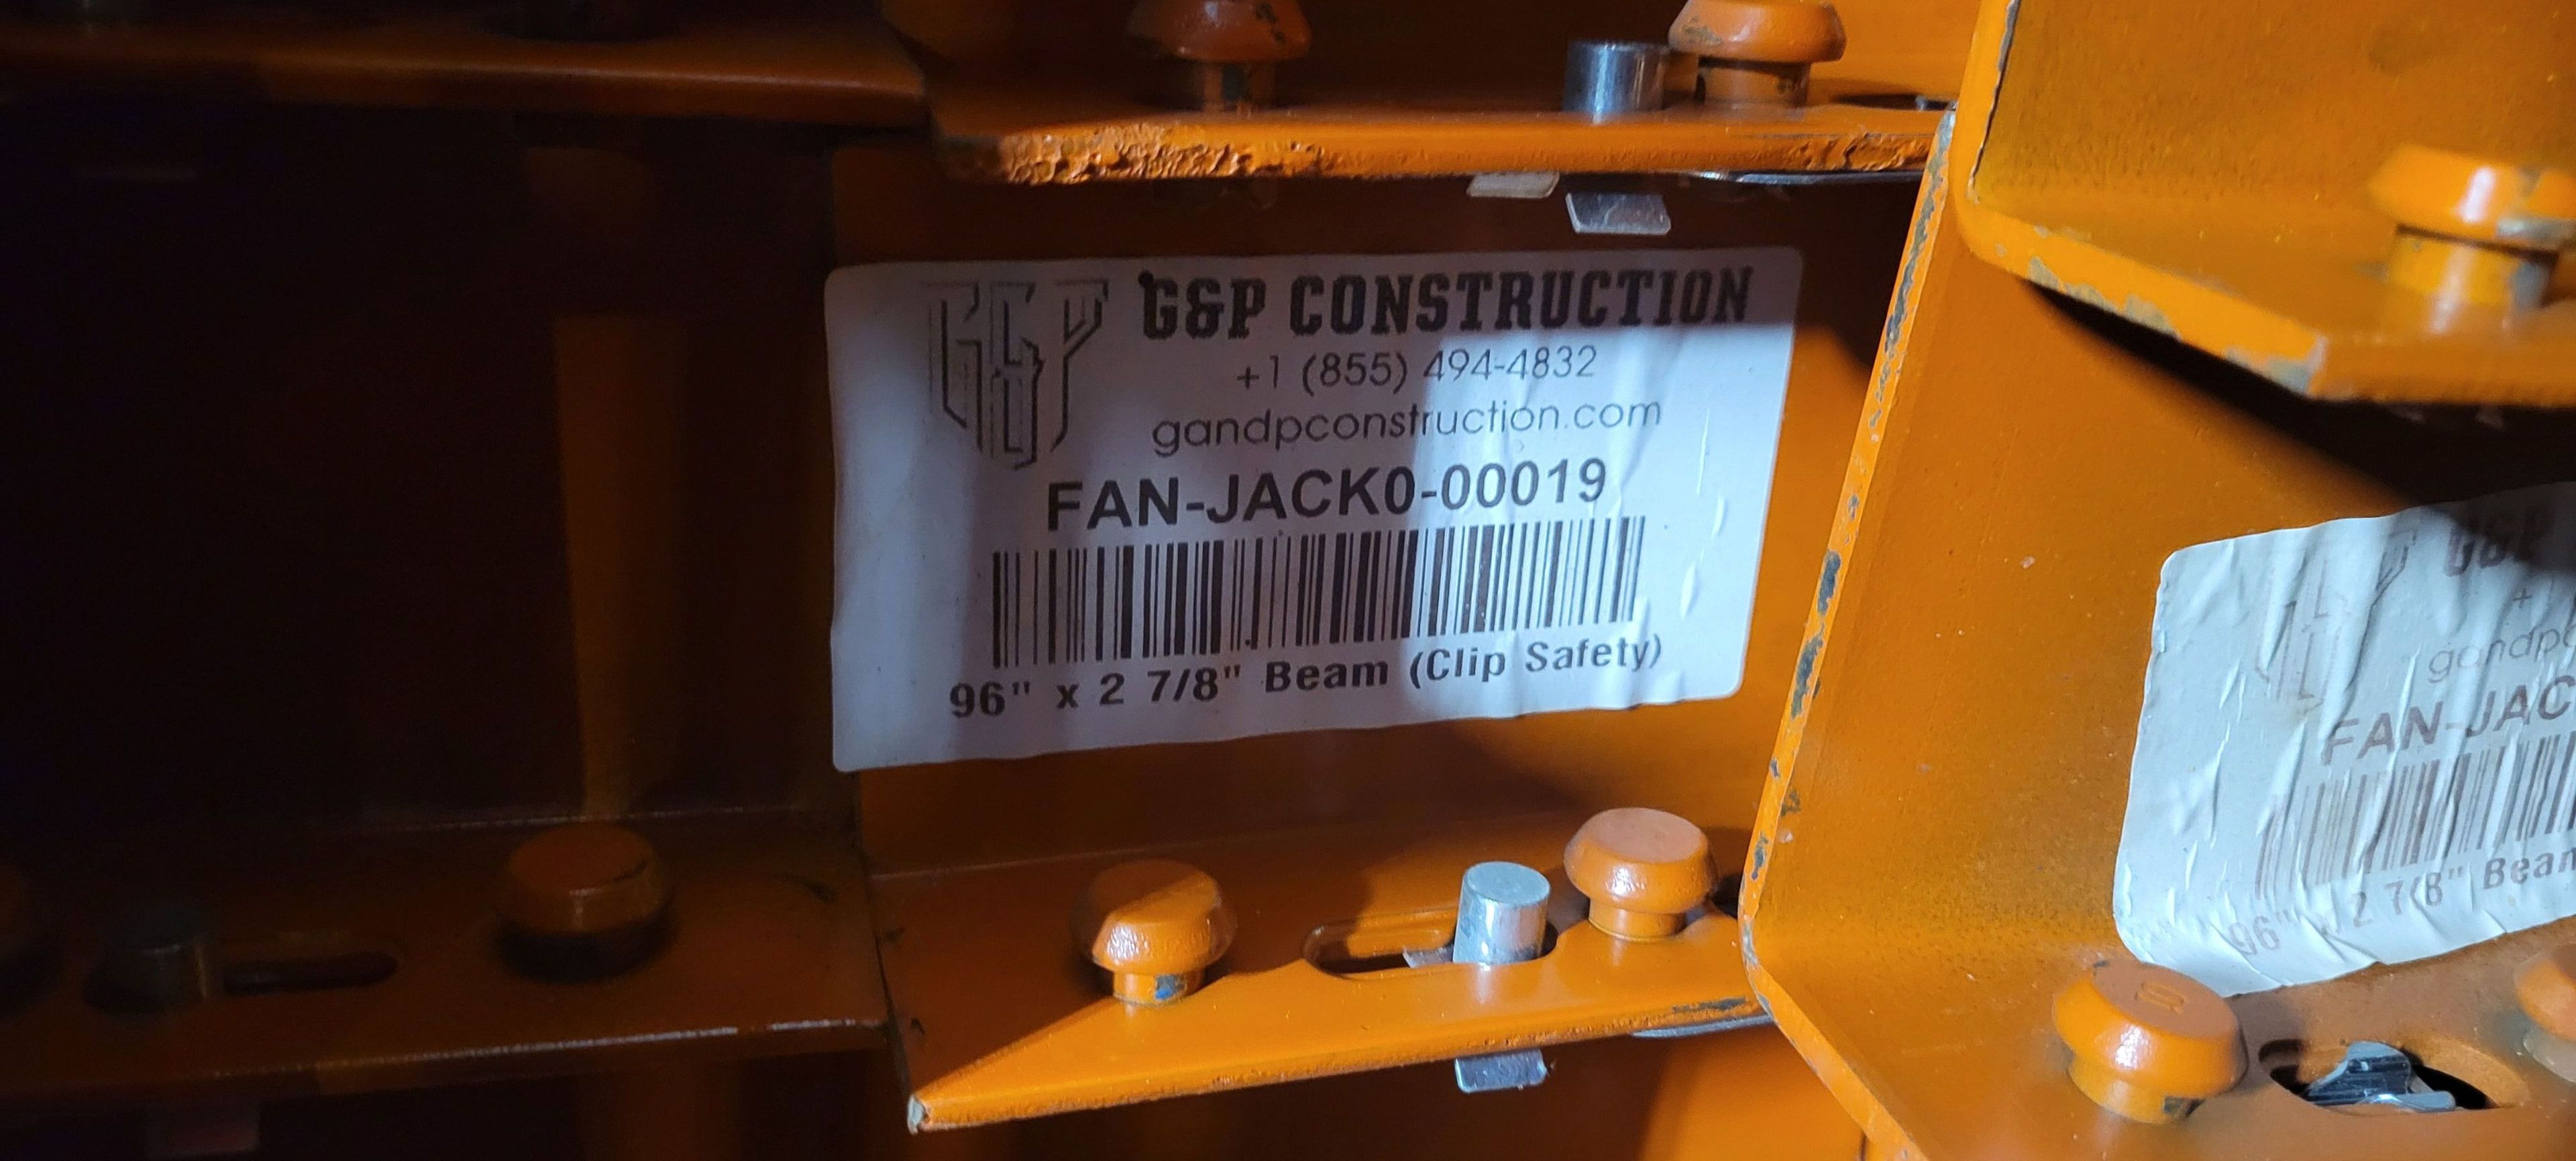 G&P G&P CONSTRUCTION
+1 (855) 494-4832
gandpconstruction.com
FAN-JACK0-00019
96" x 2 7/8" Beam (Clip Safety)
G&P
+
gandpc
FAN-JAC
96" x 2 7/8" Beam
S